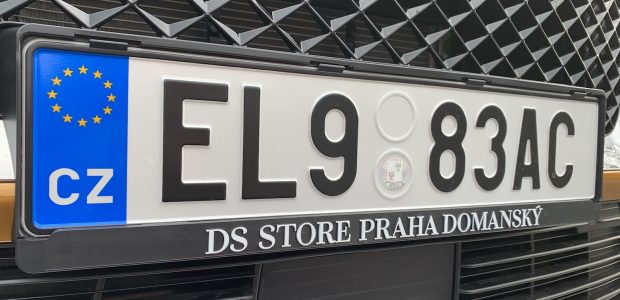 CZ EL9 83AC
DS STORE PRAHA DOMANSKÝ